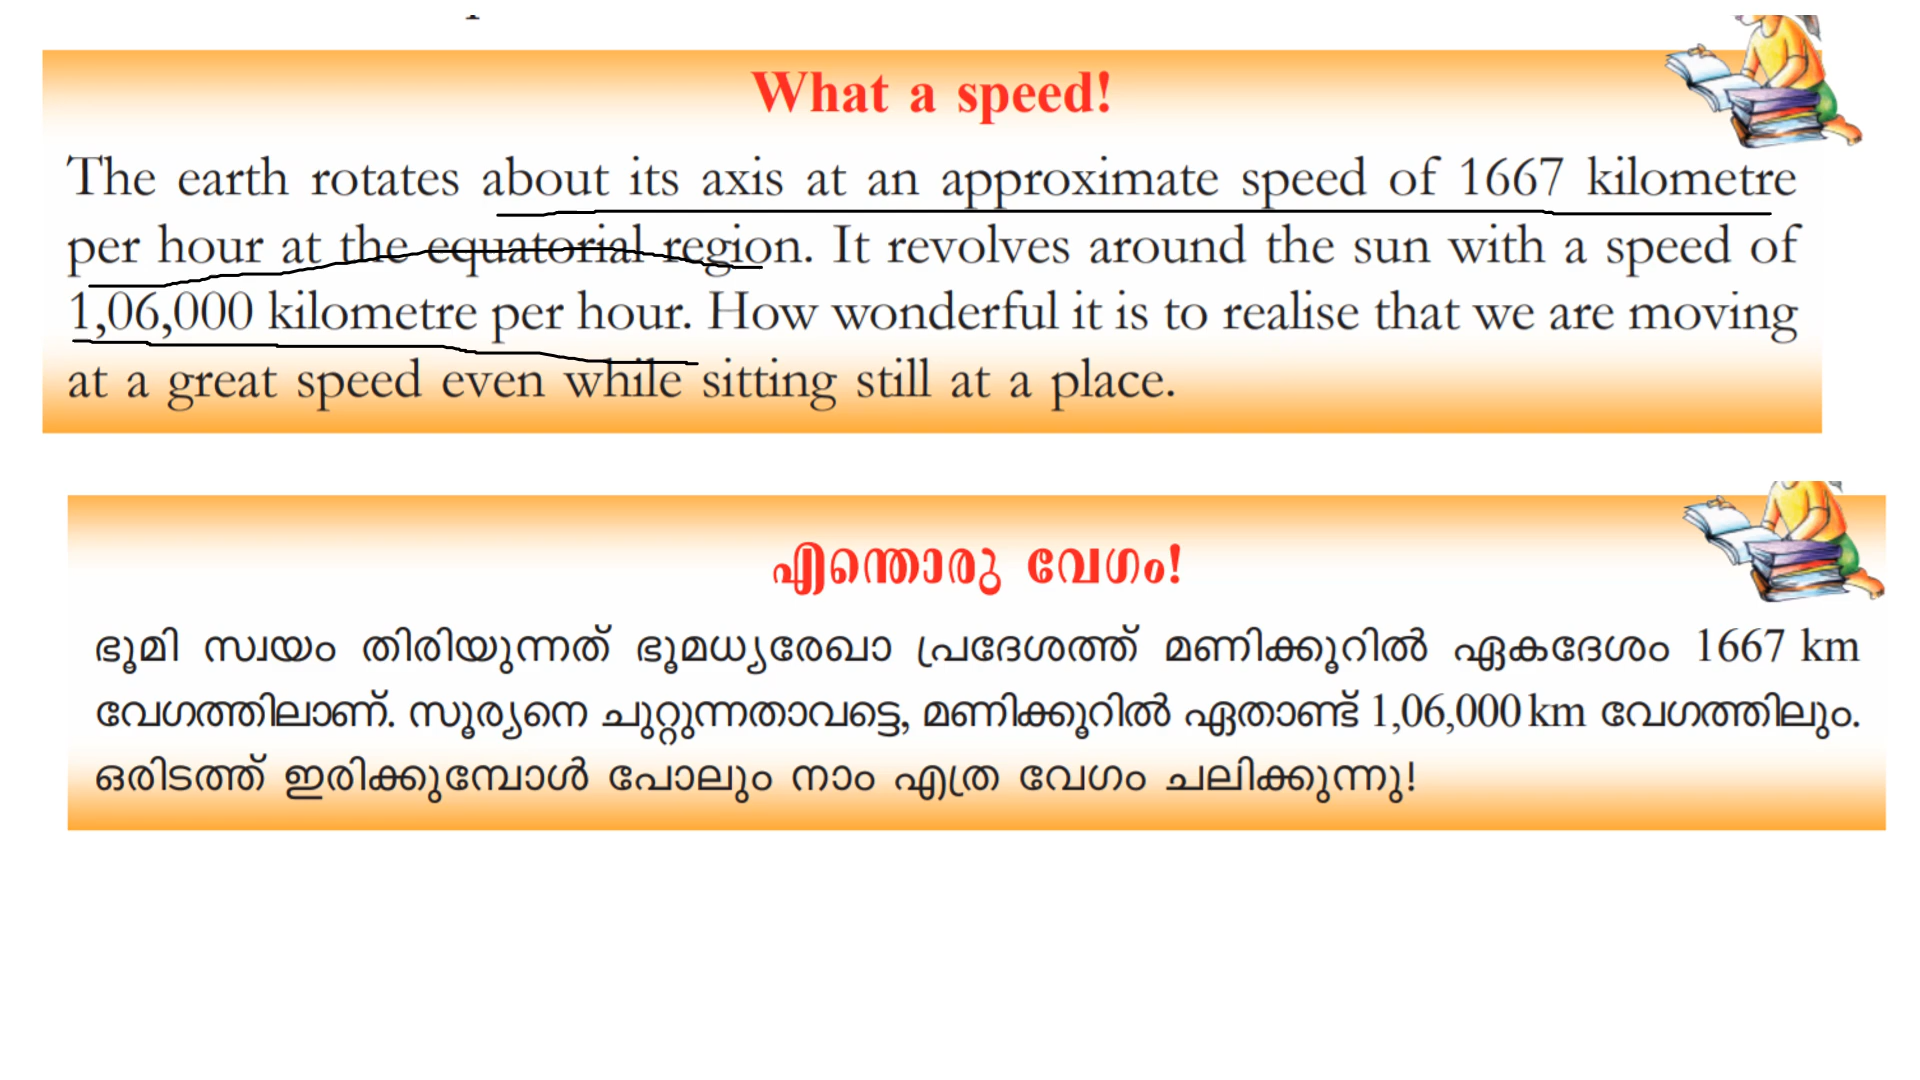 What a speed!
The earth rotates about its axis at an approximate speed of 1667 kilometre
per hour at the equatorial region. It revolves around the sun with a speed of
1,06,000 kilometre per hour. How wonderful it is to realise that we are moving
at a great speed even while sitting still at a place.
എന്തൊരു വേഗം!
ഭൂമി സ്വയം തിരിയുന്നത് ഭൂമധ്യരേഖാ പ്രദേശത്ത് മണിക്കൂറിൽ ഏകദേശം 1667 km
വേഗത്തിലാണ്. സൂര്യനെ ചുറ്റുന്നതാവട്ടെ, മണിക്കൂറിൽ ഏതാണ്ട് 1,06,000 km വേഗത്തിലും.
ഒരിടത്ത് ഇരിക്കുമ്പോൾ പോലും നാം എത്ര വേഗം ചലിക്കുന്നു!